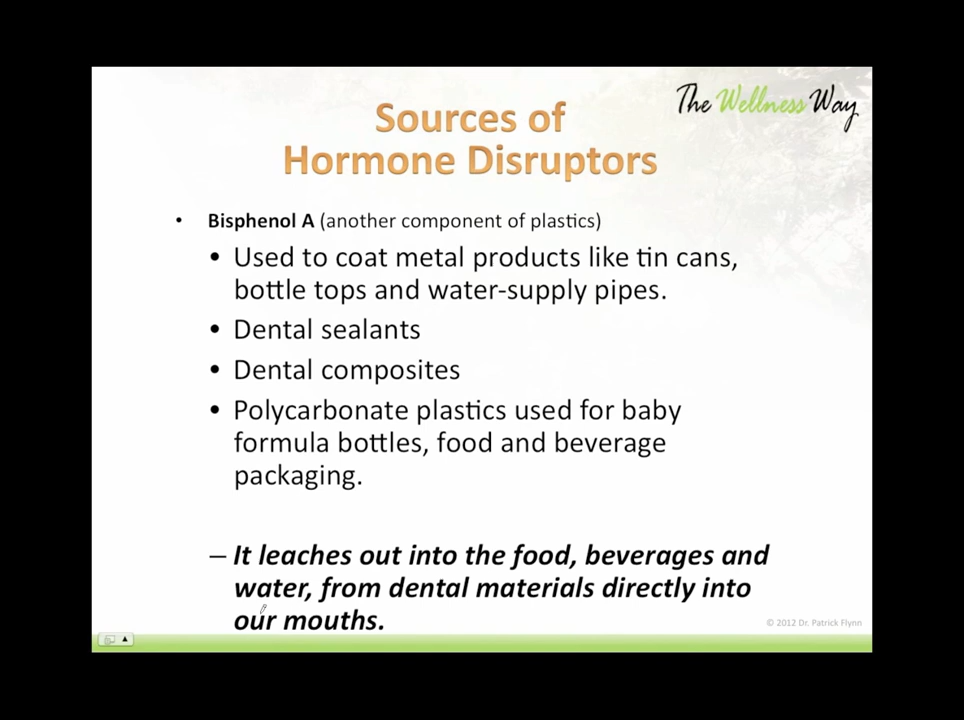 The Wellness Way
Sources of
Hormone Disruptors
• Bisphenol A (another component of plastics)
• Used to coat metal products like tin cans,
bottle tops and water-supply pipes.
• Dental sealants
• Dental composites
• Polycarbonate plastics used for baby
formula bottles, food and beverage
packaging.
– It leaches out into the food, beverages and
water, from dental materials directly into
our mouths.
© 2012 Dr. Patrick Flynn